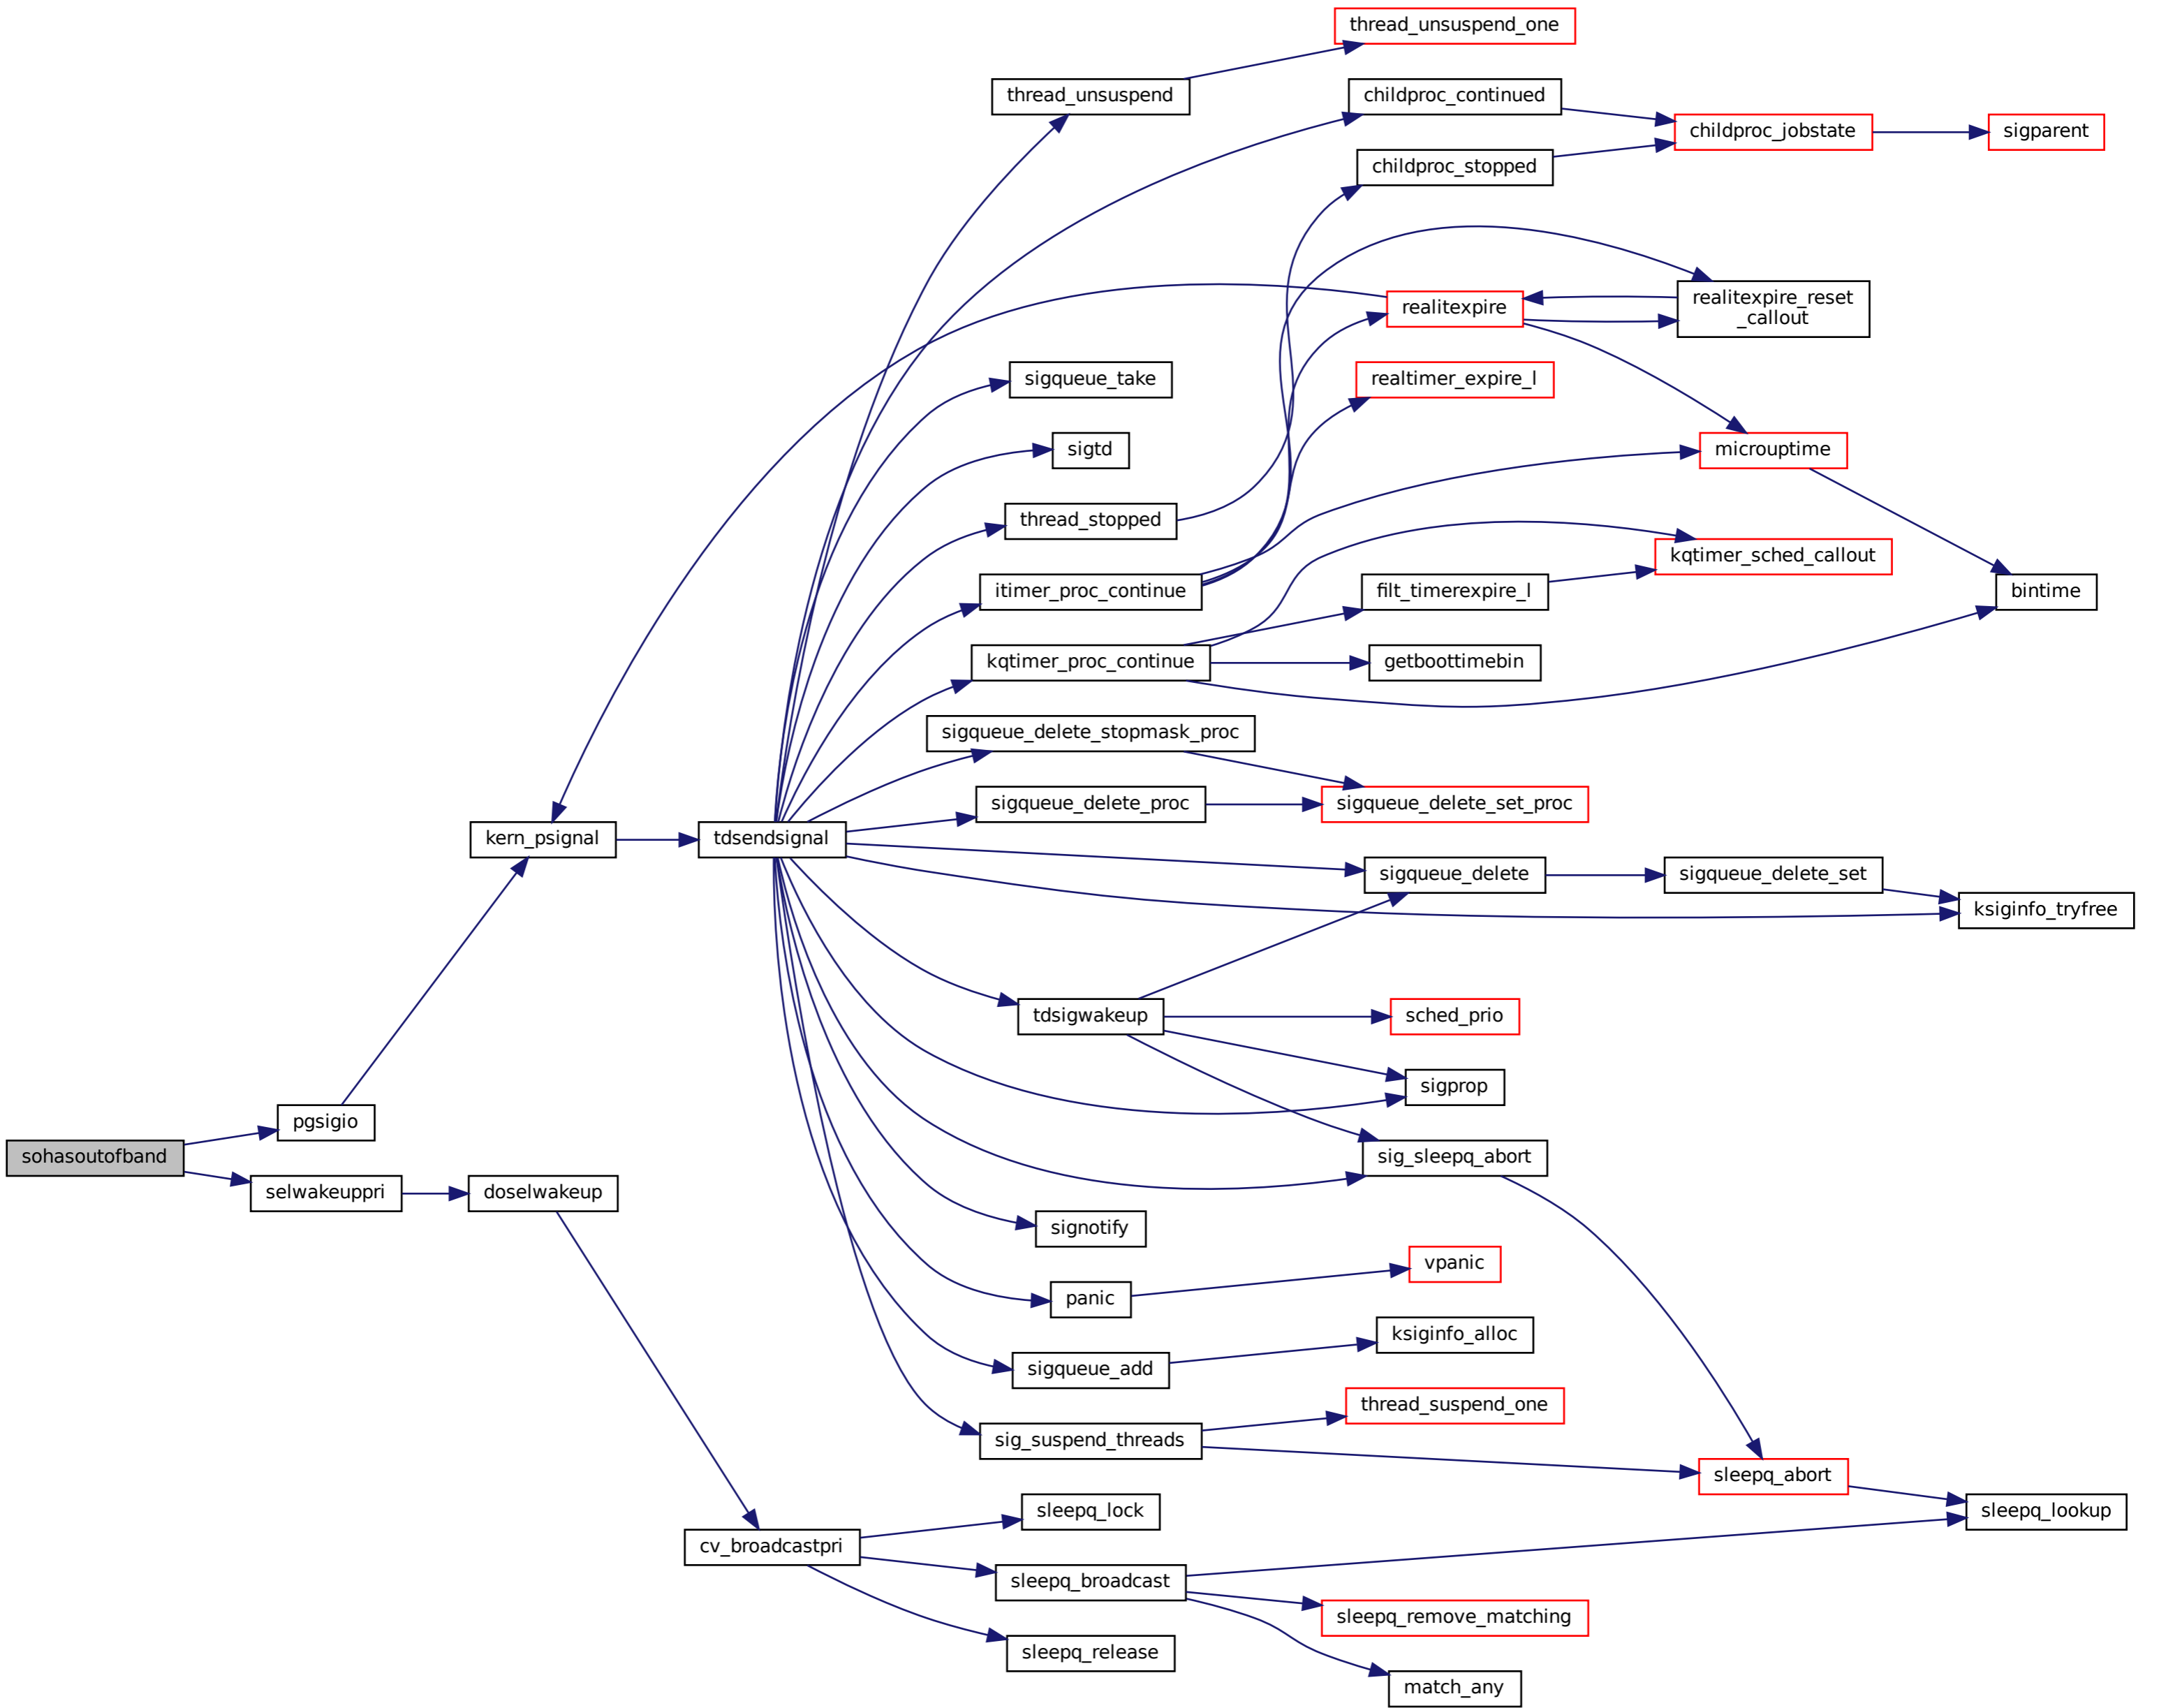 thread_unsuspend_one
thread_unsuspend
childproc_continued
childproc_jobstate
sigparent
childproc_stopped
realitexpire
realitexpire_reset
_callout
sigqueue_take
realtimer_expire_l
sigtd
microuptime
thread_stopped
kqtimer_sched_callout
itimer_proc_continue
filt_timerexpire_l
bintime
kqtimer_proc_continue
getboottimebin
sigqueue_delete_stopmask_proc
sigqueue_delete_proc
sigqueue_delete_set_proc
kern_psignal
tdsendsignal
sigqueue_delete
sigqueue_delete_set
ksiginfo_tryfree
tdsigwakeup
sched_prio
sigprop
pgsigio
sohasoutofband
sig_sleepq_abort
selwakeuppri
doselwakeup
signotify
vpanic
panic
ksiginfo_alloc
sigqueue_add
thread_suspend_one
sig_suspend_threads
sleepq_abort
sleepq_lock
sleepq_lookup
cv_broadcastpri
sleepq_broadcast
sleepq_remove_matching
sleepq_release
match_any